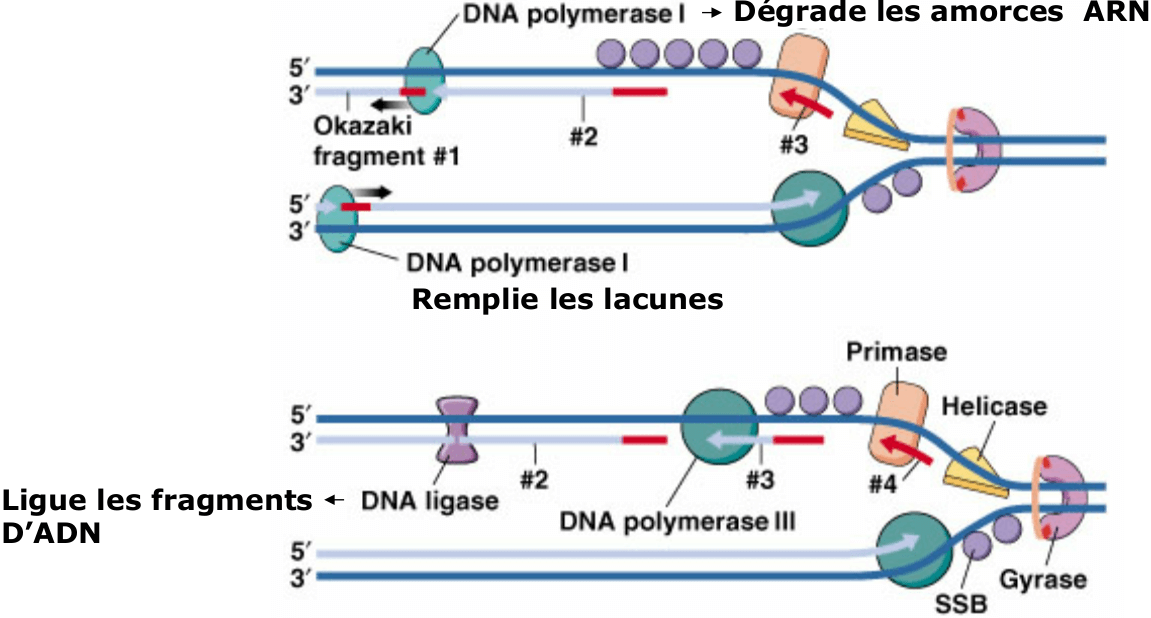 DNA polymerase I → Dégrade les amorces ARN
5′
3′
Okazaki
fragment #1
#2
#3
5′
3′
DNA polymerase I
Remplie les lacunes
Primase
Helicase
5′
3′
#2
#3
#4
Ligue les fragments ← DNA ligase
D’ADN
DNA polymerase III
5′
3′
Gyrase
SSB